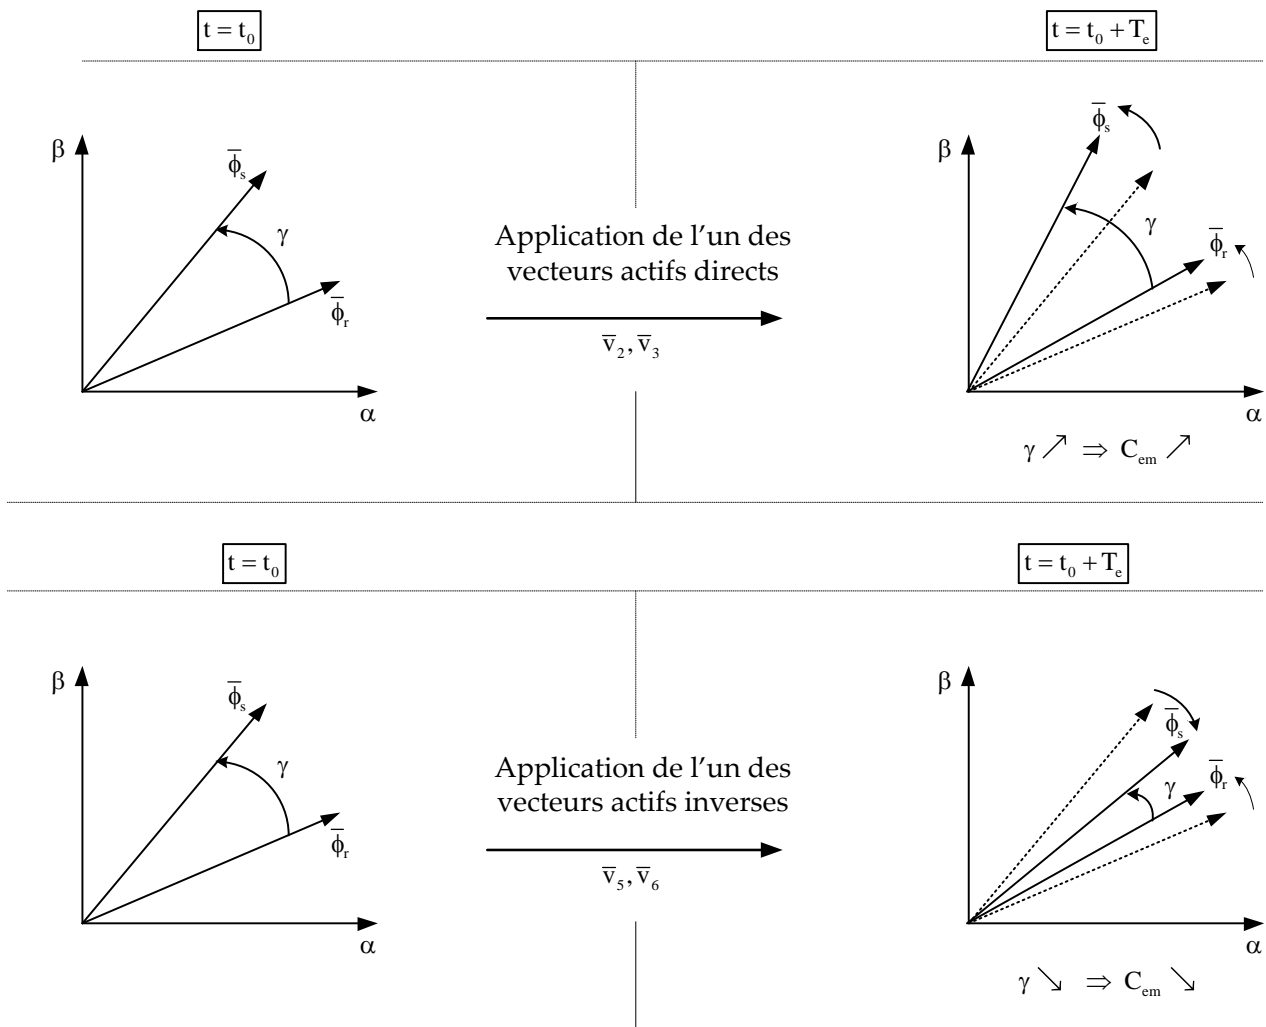 t = t₀
t = t₀ + Tₑ
β
ϕ̅ₛ
γ
ϕ̅ᵣ
α
Application de l'un des
vecteurs actifs directs
v̅₂, v̅₃
ϕ̅ₛ
β
γ
ϕ̅ᵣ
α
γ ↗ ⇒ Cₑₘ ↗
t = t₀
t = t₀ + Tₑ
β
ϕ̅ₛ
γ
ϕ̅ᵣ
α
Application de l'un des
vecteurs actifs inverses
v̅₅, v̅₆
β
ϕ̅ₛ
γ
ϕ̅ᵣ
α
γ ↘ ⇒ Cₑₘ ↘